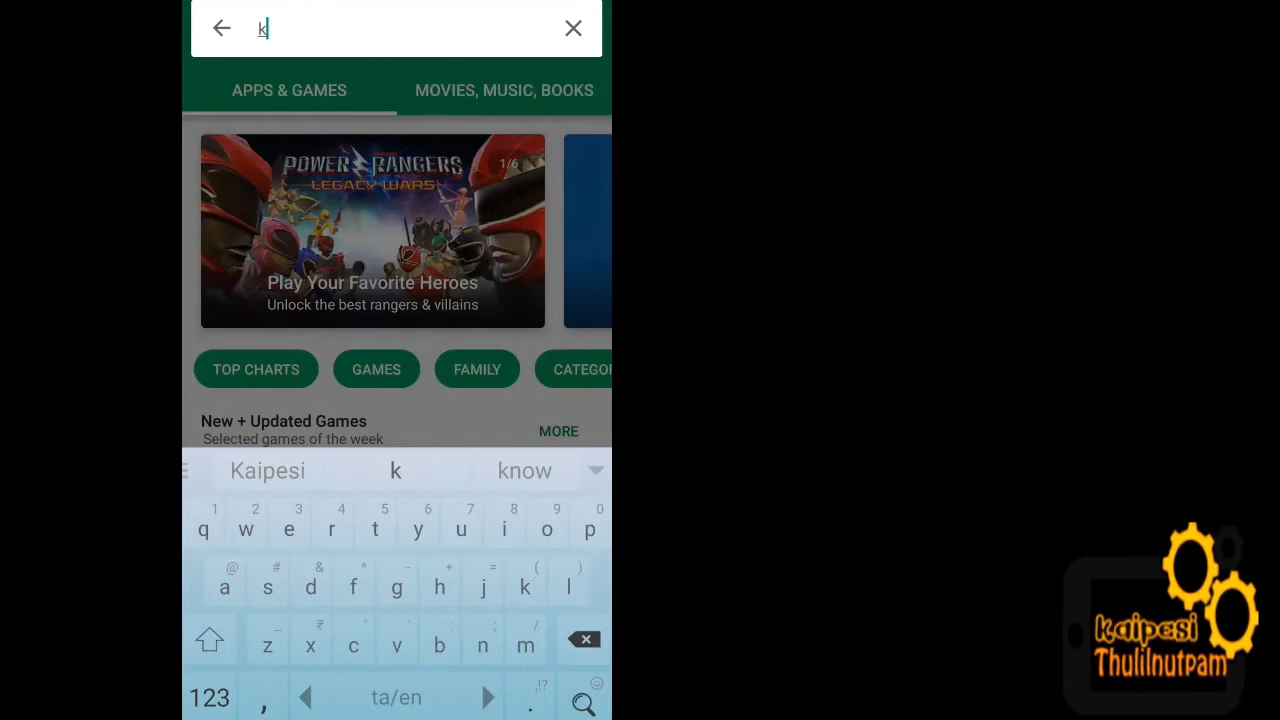 k
APPS & GAMES
MOVIES, MUSIC, BOOKS
POWER RANGERS
LEGACY WARS
1/6
Play Your Favorite Heroes
Unlock the best rangers & villains
TOP CHARTS
GAMES
FAMILY
CATEGO
New + Updated Games
Selected games of the week
MORE
Kaipesi k know
1 2 3 4 5 6 7 8 9 0
q w e r t y u i o p
@ # & * - + = ( )
a s d f g h j k l
_ ₹ " ' : ; /
z x c v b n m
123 , ta/en . ,!?
kaipesi
Thulilnutpam